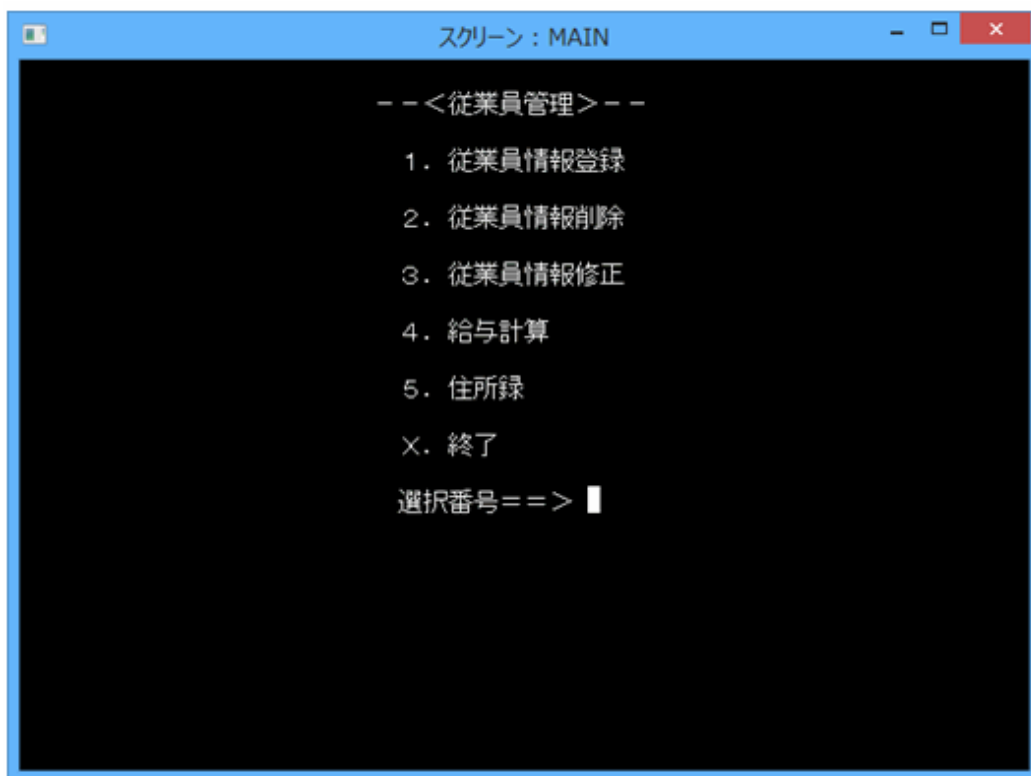 スクリーン：MAIN
－－＜従業員管理＞－－
１．従業員情報登録
２．従業員情報削除
３．従業員情報修正
４．給与計算
５．住所録
Ｘ．終了
選択番号＝＝＞